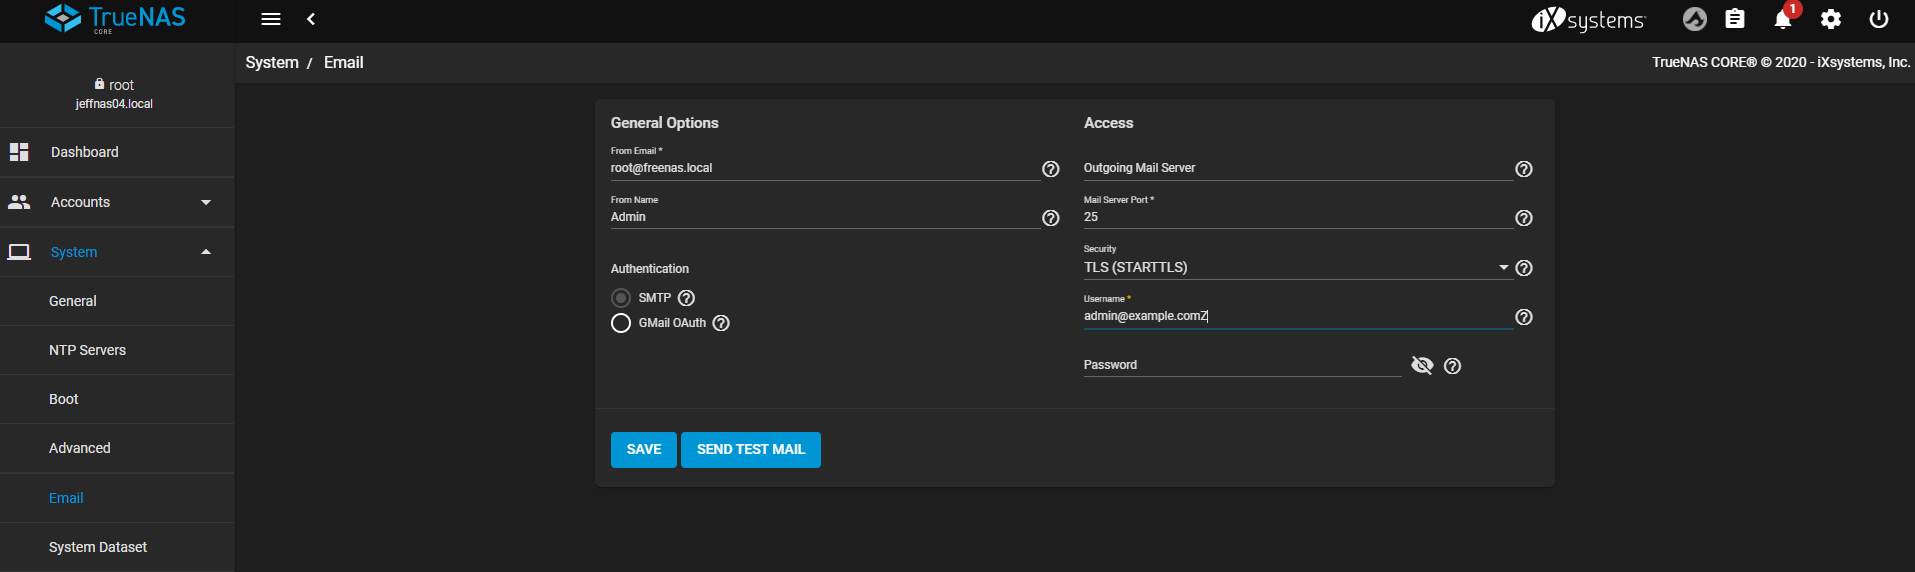 TrueNAS
CORE
iXsystems
1
root
jeffnas04.local
Dashboard
Accounts
System
General
NTP Servers
Boot
Advanced
Email
System Dataset
System / Email
TrueNAS CORE® © 2020 - iXsystems, Inc.
General Options
From Email *
root@freenas.local
From Name
Admin
Authentication
SMTP
GMail OAuth
Access
Outgoing Mail Server
Mail Server Port *
25
Security
TLS (STARTTLS)
Username *
admin@example.comZ
Password
SAVE
SEND TEST MAIL